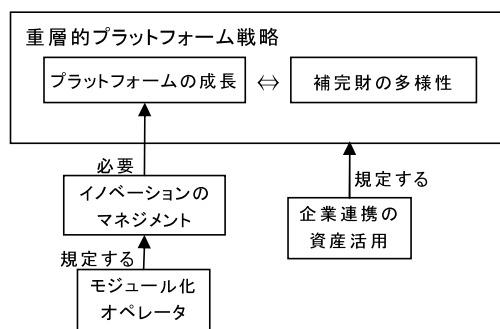 重層的プラットフォーム戦略
プラットフォームの成長 ⇔ 補完財の多様性
必要
規定する
イノベーションの
マネジメント
企業連携の
資産活用
規定する
モジュール化
オペレータ